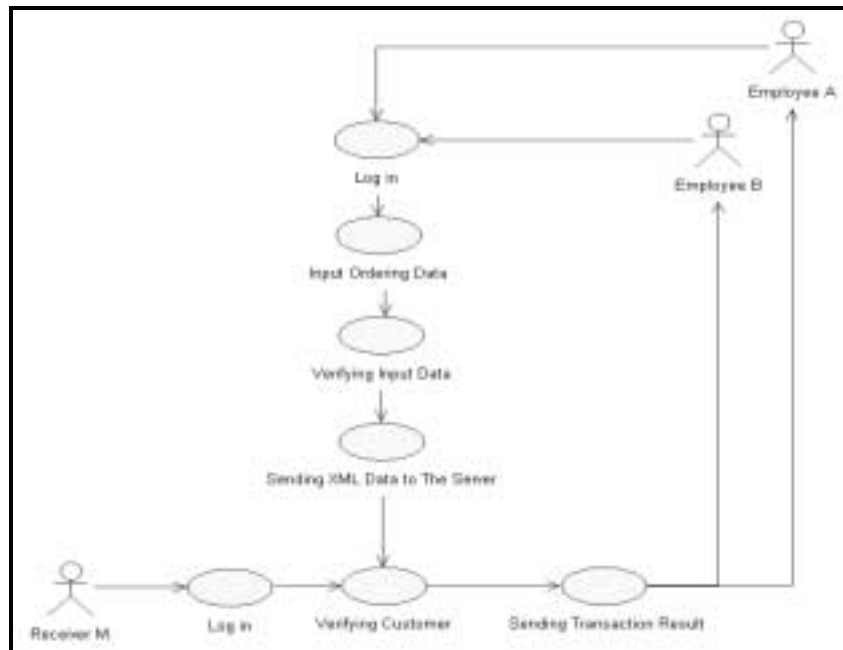 Employee A
Employee B
Log in
Input Ordering Data
Verifying Input Data
Sending XML Data to The Server
Receiver M
Log in
Verifying Customer
Sending Transaction Result